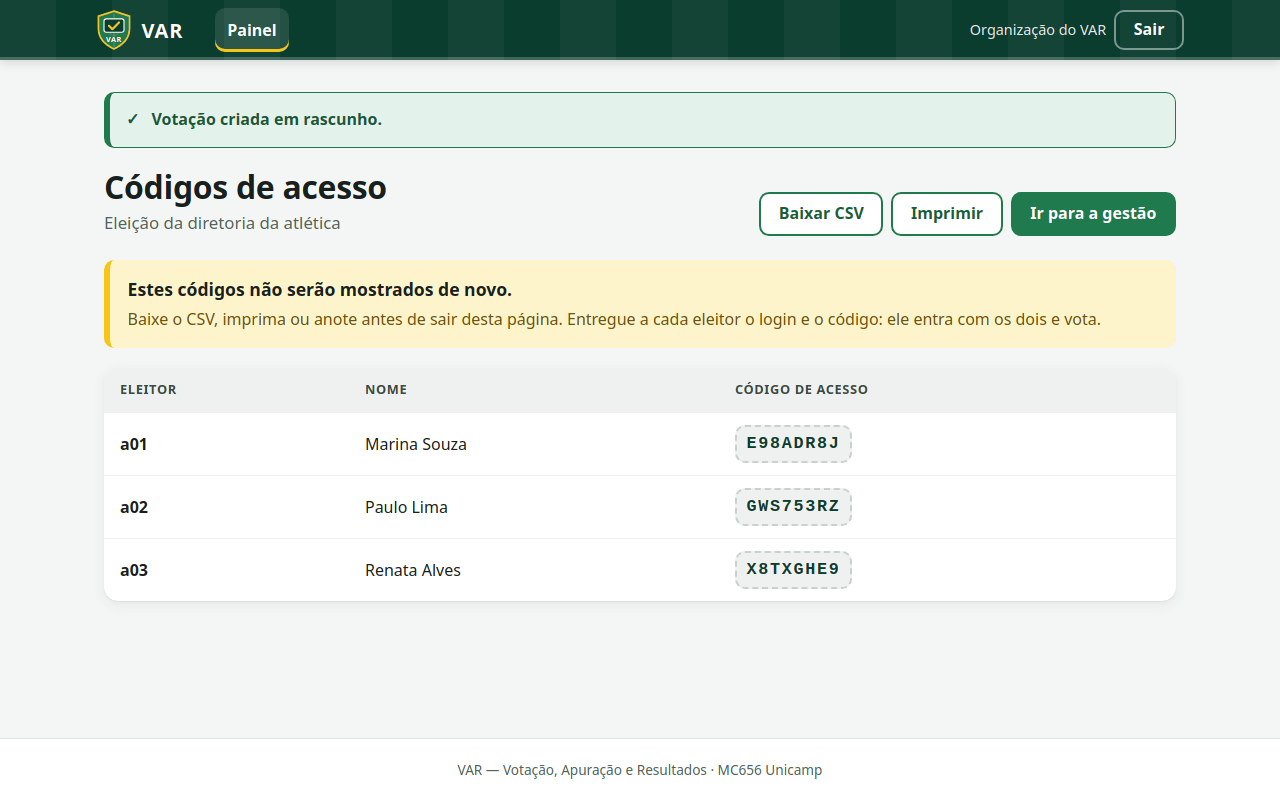 VAR
VAR
Painel
Organização do VAR
Sair
✓ Votação criada em rascunho.
Códigos de acesso
Eleição da diretoria da atlética
Baixar CSV
Imprimir
Ir para a gestão
Estes códigos não serão mostrados de novo.
Baixe o CSV, imprima ou anote antes de sair desta página. Entregue a cada eleitor o login e o código: ele entra com os dois e vota.
ELEITOR NOME CÓDIGO DE ACESSO
a01 Marina Souza E98ADR8J
a02 Paulo Lima GWS753RZ
a03 Renata Alves X8TXGHE9
VAR — Votação, Apuração e Resultados · MC656 Unicamp